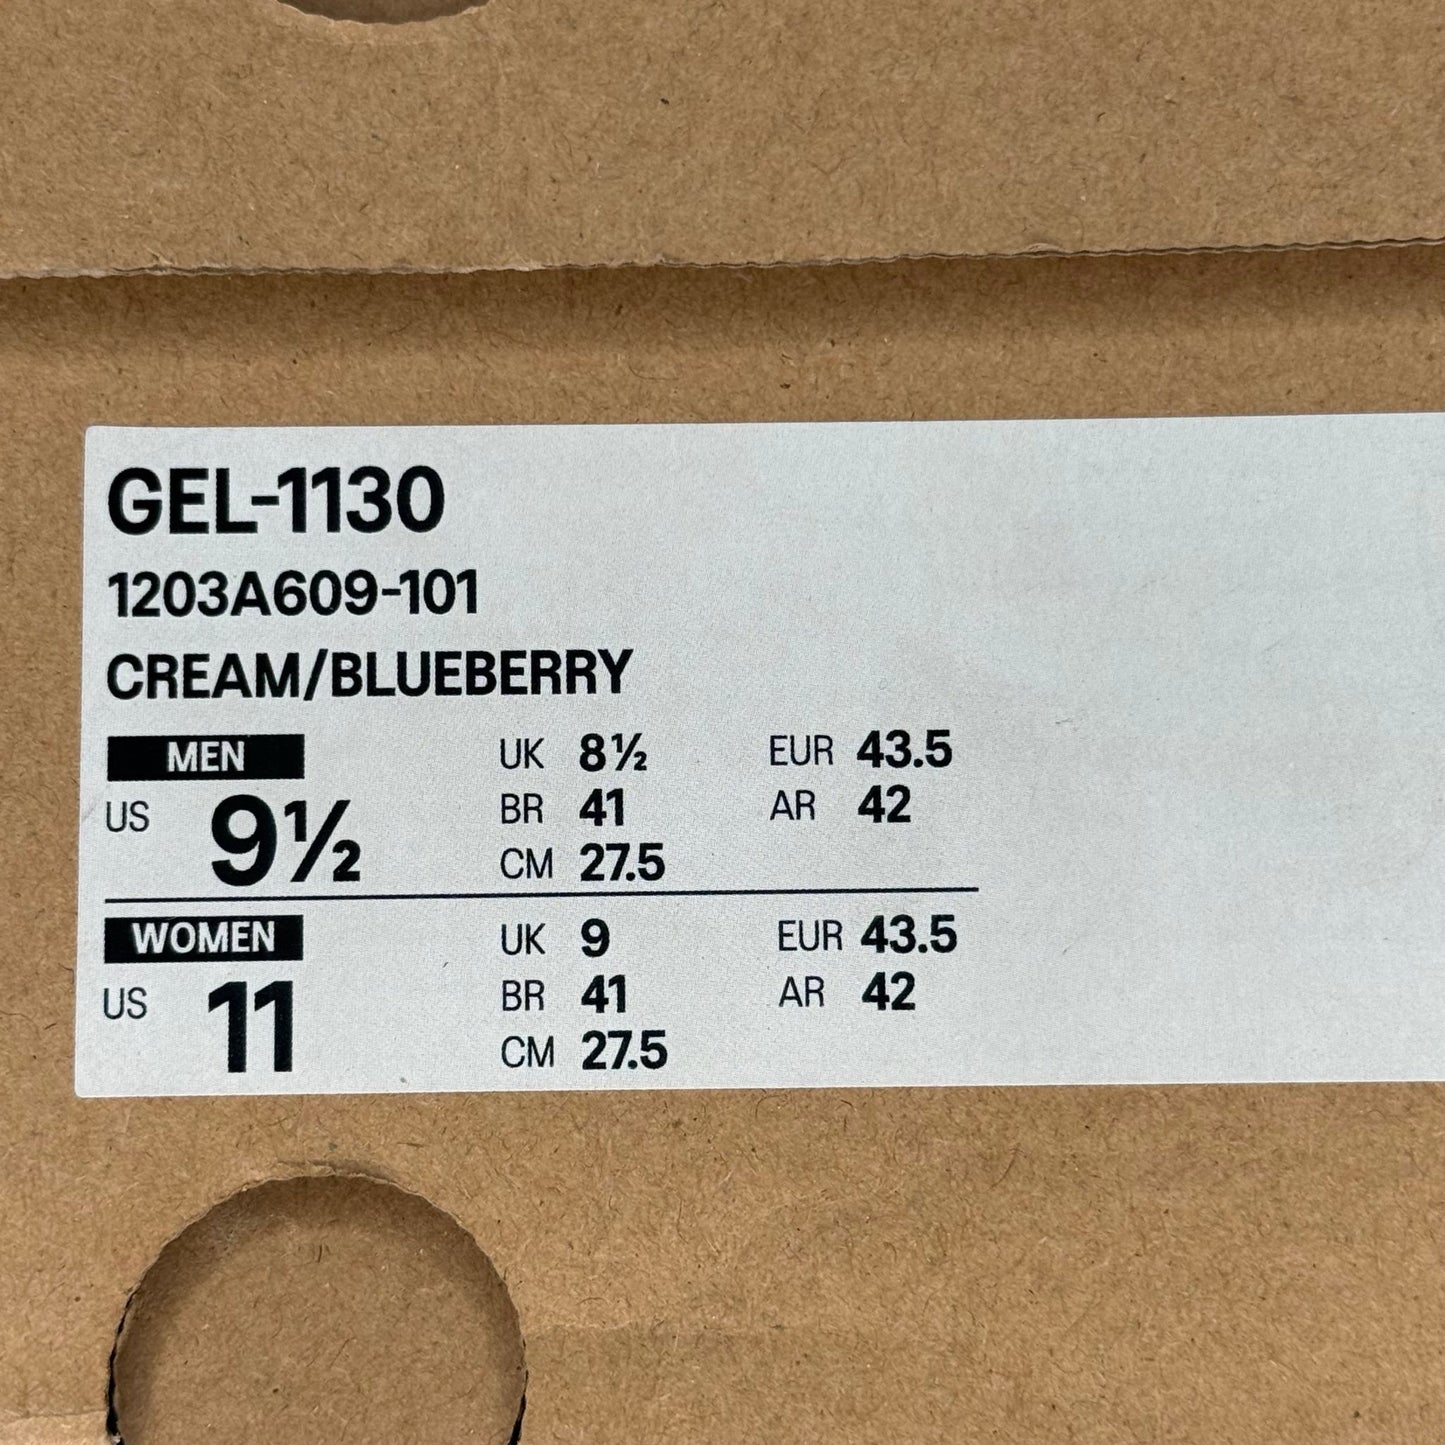 GEL-1130
1203A609-101
CREAM/BLUEBERRY
MEN
US 9½
UK 8½ EUR 43.5
BR 41 AR 42
CM 27.5
WOMEN
US 11
UK 9 EUR 43.5
BR 41 AR 42
CM 27.5